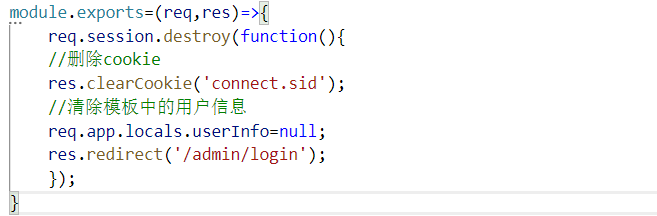 module.exports=(req,res)=>{
    req.session.destroy(function(){
    //删除cookie
    res.clearCookie('connect.sid');
    //清除模板中的用户信息
    req.app.locals.userInfo=null;
    res.redirect('/admin/login');
    });
}